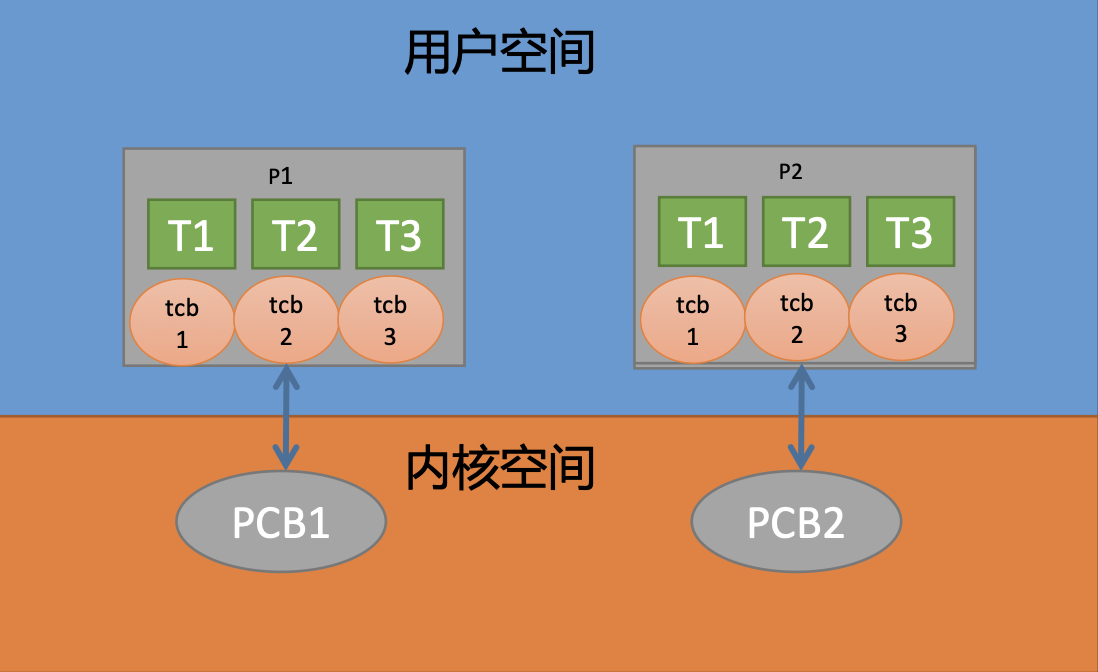 用户空间
P1
T1 T2 T3
tcb tcb tcb
1 2 3
P2
T1 T2 T3
tcb tcb tcb
1 2 3
内核空间
PCB1
PCB2